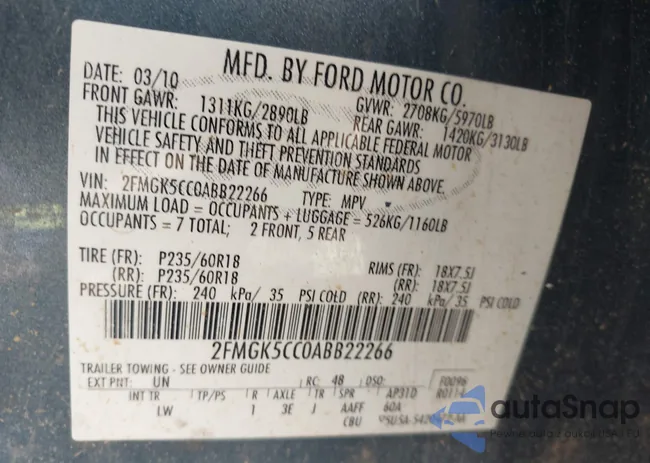 MFD. BY FORD MOTOR CO.
DATE: 03/10 GVWR: 2708KG/5970LB
FRONT GAWR: 1311KG/2890LB REAR GAWR: 1420KG/3130LB
THIS VEHICLE CONFORMS TO ALL APPLICABLE FEDERAL MOTOR
VEHICLE SAFETY AND THEFT PREVENTION STANDARDS
IN EFFECT ON THE DATE OF MANUFACTURE SHOWN ABOVE.
VIN: 2FMGK5CC0ABB22266 TYPE: MPV
MAXIMUM LOAD = OCCUPANTS + LUGGAGE = 526KG/1160LB
OCCUPANTS = 7 TOTAL; 2 FRONT, 5 REAR
TIRE (FR): P235/60R18 RIMS (FR): 18X7.5J
(RR): P235/60R18 (RR): 18X7.5J
PRESSURE (FR): 240 kPa/ 35 PSI COLD (RR): 240 kPa/ 35 PSI COLD
2FMGK5CC0ABB22266
TRAILER TOWING - SEE OWNER GUIDE
EXT PNT: UN RC: 48 DSO: F0096
INT TR TP/PS R AXLE TR SPR AP31D R0114
LW 1 3E J AAFF 60A
CBU
autoSnap